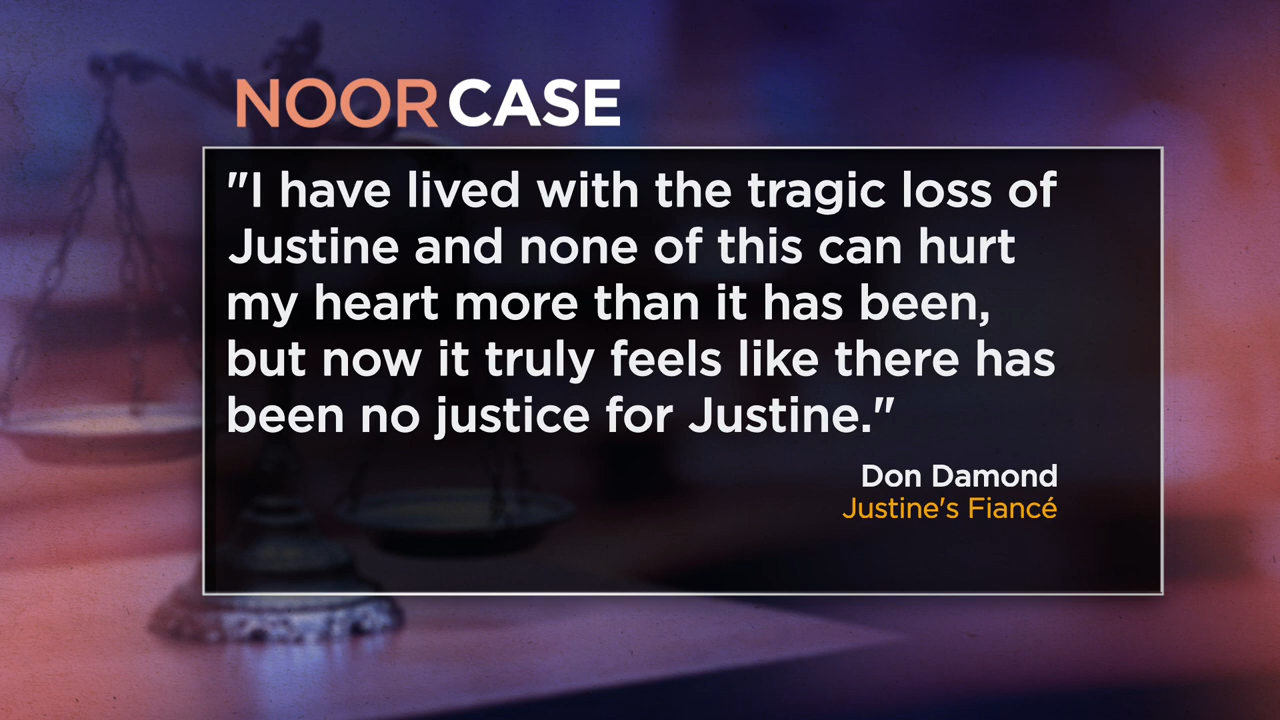 NOOR CASE
"I have lived with the tragic loss of
Justine and none of this can hurt
my heart more than it has been,
but now it truly feels like there has
been no justice for Justine."
Don Damond
Justine's Fiancé